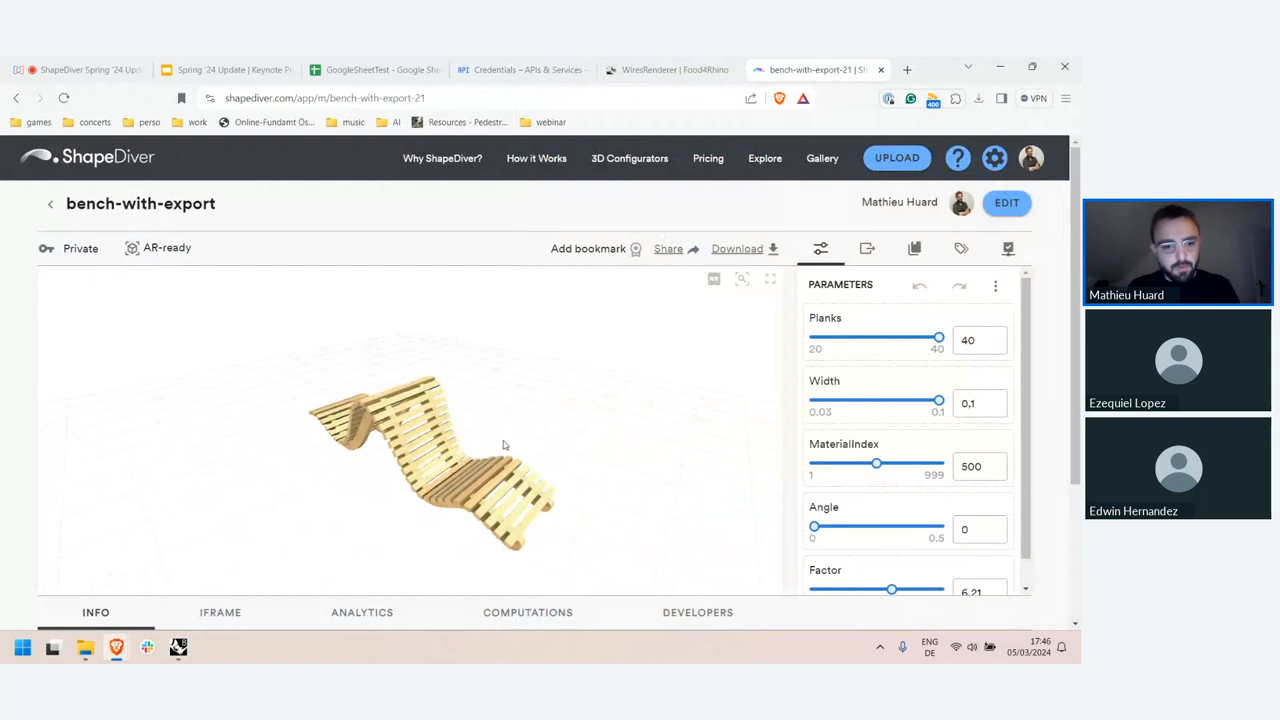 ShapeDiver Spring '24 Upd
Spring '24 Update | Keynote Pr
GoogleSheetTest - Google She
API Credentials – APIs & Services –
WiresRenderer | Food4Rhino
bench-with-export-21 | Sh
shapediver.com/app/m/bench-with-export-21
400
VPN
games
concerts
perso
work
Online-Fundamt Ös...
music
AI
Resources - Pedestr...
webinar
ShapeDiver
Why ShapeDiver?
How it Works
3D Configurators
Pricing
Explore
Gallery
UPLOAD
?
bench-with-export
Mathieu Huard
EDIT
Private
AR-ready
Add bookmark
Share
Download
PARAMETERS
Planks
40
20
40
Width
0,1
0.03
0.1
MaterialIndex
500
1
999
Angle
0
0
0.5
Factor
6,21
INFO
IFRAME
ANALYTICS
COMPUTATIONS
DEVELOPERS
ENG
DE
17:46
05/03/2024
Mathieu Huard
Ezequiel Lopez
Edwin Hernandez